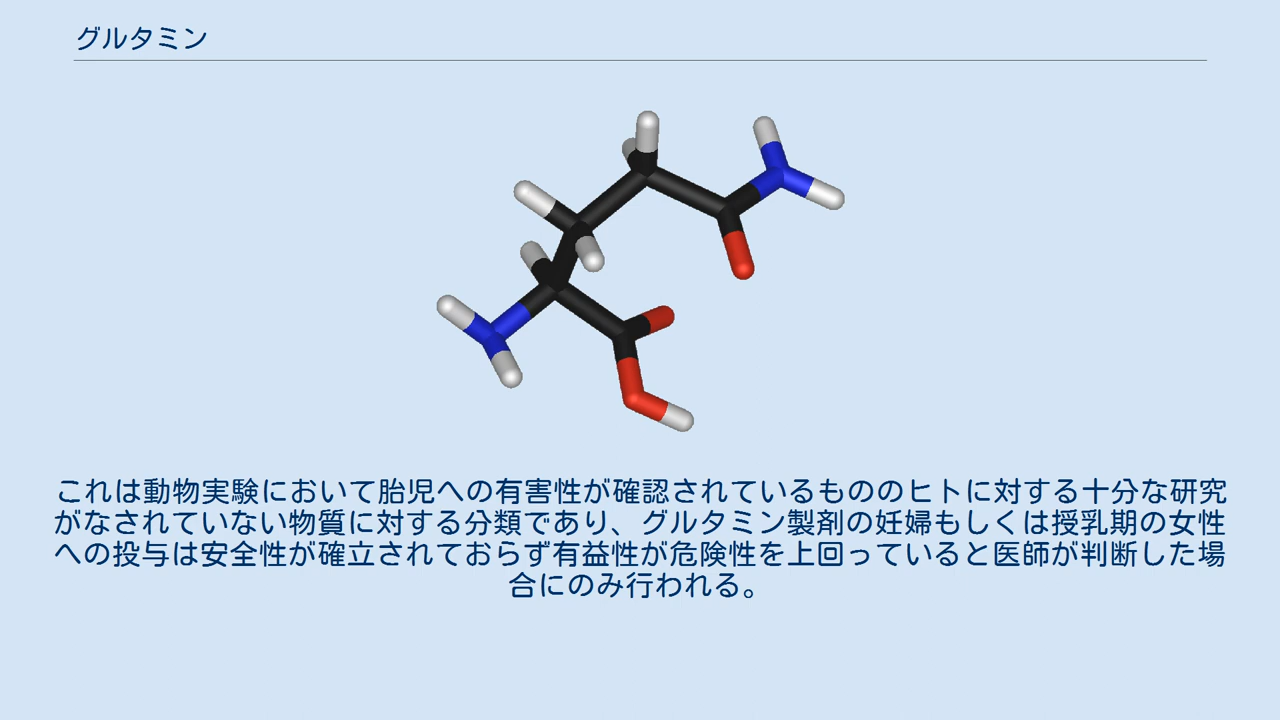 グルタミン
これは動物実験において胎児への有害性が確認されているもののヒトに対する十分な研究
がなされていない物質に対する分類であり、グルタミン製剤の妊婦もしくは授乳期の女性
への投与は安全性が確立されておらず有益性が危険性を上回っていると医師が判断した場
合にのみ行われる。